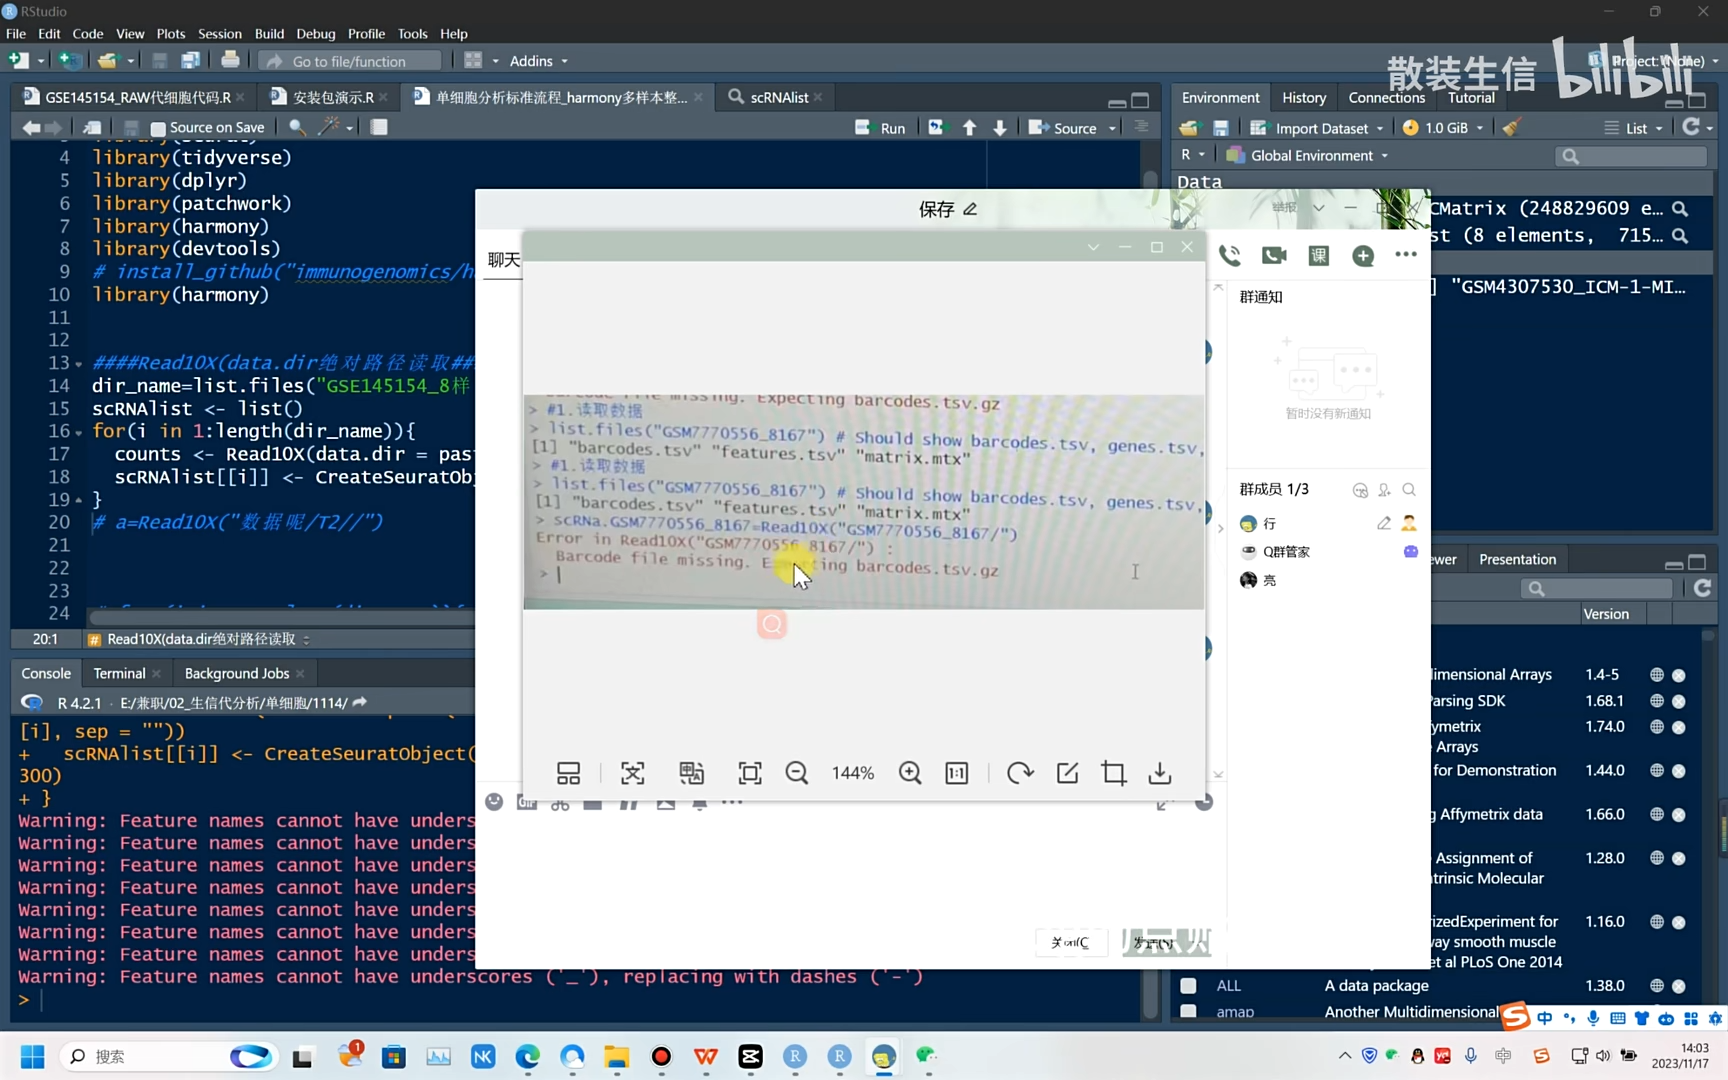 RStudio
File Edit Code View Plots Session Build Debug Profile Tools Help
Go to file/function
Addins
Project: (None)
散装生信 bilibili
GSE145154_RAW代细胞代码.R
安装包演示.R
单细胞分析标准流程_harmony多样本整...
scRNAlist
Source on Save
Run
Source
4 library(tidyverse)
5 library(dplyr)
6 library(patchwork)
7 library(harmony)
8 library(devtools)
9 # install_github("immunogenomics/h
10 library(harmony)
11
12
13 ####Read10X(data.dir绝对路径读取##
14 dir_name=list.files("GSE145154_8样
15 scRNAlist <- list()
16 for(i in 1:length(dir_name)){
17 counts <- Read10X(data.dir = pas
18 scRNAlist[[i]] <- CreateSeuratOb
19 }
20 # a=Read10X("数据呢/T2//")
21
22
23
24
20:1 Read10X(data.dir绝对路径读取
Console Terminal Background Jobs
R 4.2.1 · E:/兼职/02_生信代分析/单细胞/1114/
[i], sep = ""))
+ scRNAlist[[i]] <- CreateSeuratObject(
300)
+ }
Warning: Feature names cannot have unders
Warning: Feature names cannot have unders
Warning: Feature names cannot have unders
Warning: Feature names cannot have unders
Warning: Feature names cannot have unders
Warning: Feature names cannot have unders
Warning: Feature names cannot have unders
Warning: Feature names cannot have underscores ('_'), replacing with dashes ('-')
>
保存
举报
聊天
Barcode file missing. Expecting barcodes.tsv.gz
> #1.读取数据
> list.files("GSM7770556_8167") # Should show barcodes.tsv, genes.tsv,
[1] "barcodes.tsv" "features.tsv" "matrix.mtx"
> #1.读取数据
> list.files("GSM7770556_8167") # Should show barcodes.tsv, genes.tsv,
[1] "barcodes.tsv" "features.tsv" "matrix.mtx"
> scRNa.GSM7770556_8167=Read10X("GSM7770556_8167/")
Error in Read10X("GSM7770556_8167/") :
Barcode file missing. Expecting barcodes.tsv.gz
>
144%
1:1
课
群通知
暂时没有新通知
群成员 1/3
行
Q群管家
亮
GIF
发送(S)
Environment History Connections Tutorial
Import Dataset
1.0 GiB
List
R
Global Environment
Data
CMatrix (248829609 e...
st (8 elements, 715...
] "GSM4307530_ICM-1-MI...
ewer Presentation
Version
imensional Arrays 1.4-5
Parsing SDK 1.68.1
fymetrix 1.74.0
e Arrays
for Demonstration 1.44.0
g Affymetrix data 1.66.0
Assignment of 1.28.0
ntrinsic Molecular
rizedExperiment for 1.16.0
way smooth muscle
et al PLoS One 2014
ALL A data package 1.38.0
amap Another Multidimensional
中
搜索
1
14:03
2023/11/17